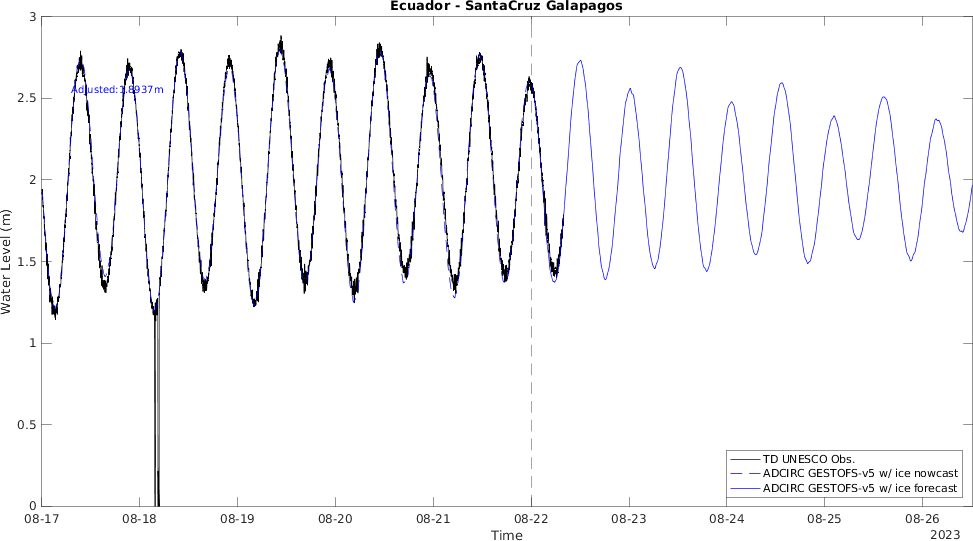 Ecuador - SantaCruz Galapagos
3
Adjusted:1.8937m
2.5
2
1.5
1
0.5
0
Water Level (m)
TD UNESCO Obs.
ADCIRC GESTOFS-v5 w/ ice nowcast
ADCIRC GESTOFS-v5 w/ ice forecast
08-17 08-18 08-19 08-20 08-21 08-22 08-23 08-24 08-25 08-26
Time
2023